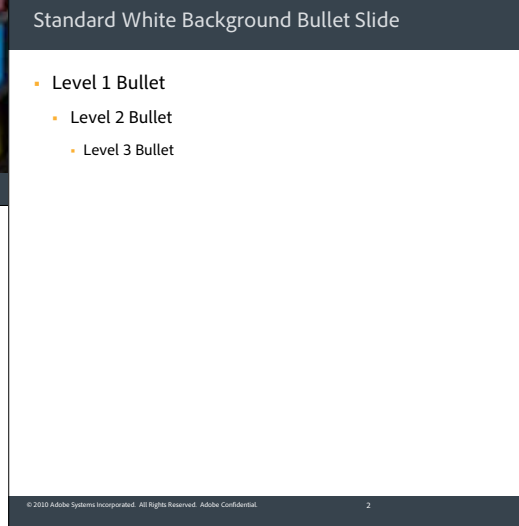 Standard White Background Bullet Slide
Level 1 Bullet
Level 2 Bullet
Level 3 Bullet
© 2010 Adobe Systems Incorporated. All Rights Reserved. Adobe Confidential. 2